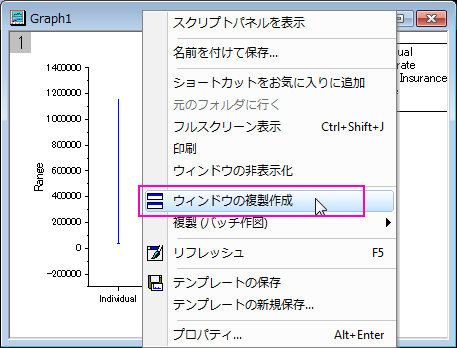 Graph1
1
スクリプトパネルを表示
名前を付けて保存...
ショートカットをお気に入りに追加
元のフォルダに行く
フルスクリーン表示 Ctrl+Shift+J
印刷
ウィンドウの非表示化
ウィンドウの複製作成
複製 (バッチ作図)
リフレッシュ F5
テンプレートの保存
テンプレートの新規保存...
プロパティ... Alt+Enter
Range
1400000
1200000
1000000
800000
600000
400000
200000
0
-200000
Individual
ual
rate
Insurance